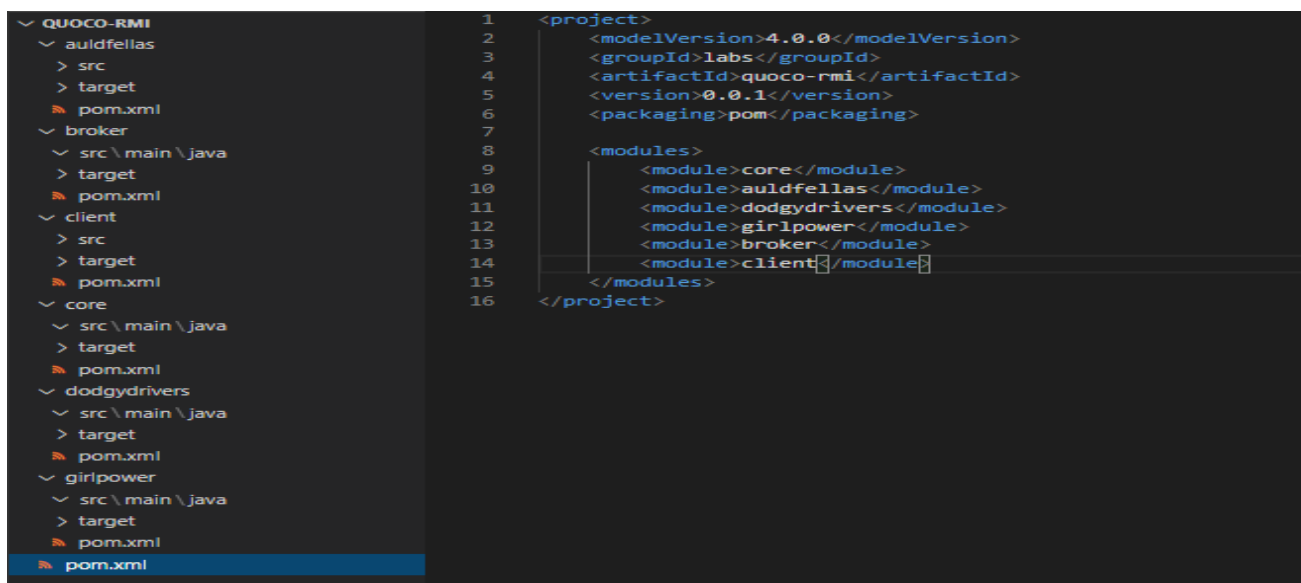 QUOCO-RMI
auldfellas
src
target
pom.xml
broker
src\main\java
target
pom.xml
client
src
target
pom.xml
core
src\main\java
target
pom.xml
dodgydrivers
src\main\java
target
pom.xml
girlpower
src\main\java
target
pom.xml
pom.xml
1 <project>
2 <modelVersion>4.0.0</modelVersion>
3 <groupId>labs</groupId>
4 <artifactId>quoco-rmi</artifactId>
5 <version>0.0.1</version>
6 <packaging>pom</packaging>
7
8 <modules>
9 <module>core</module>
10 <module>auldfellas</module>
11 <module>dodgydrivers</module>
12 <module>girlpower</module>
13 <module>broker</module>
14 <module>client</module>
15 </modules>
16 </project>